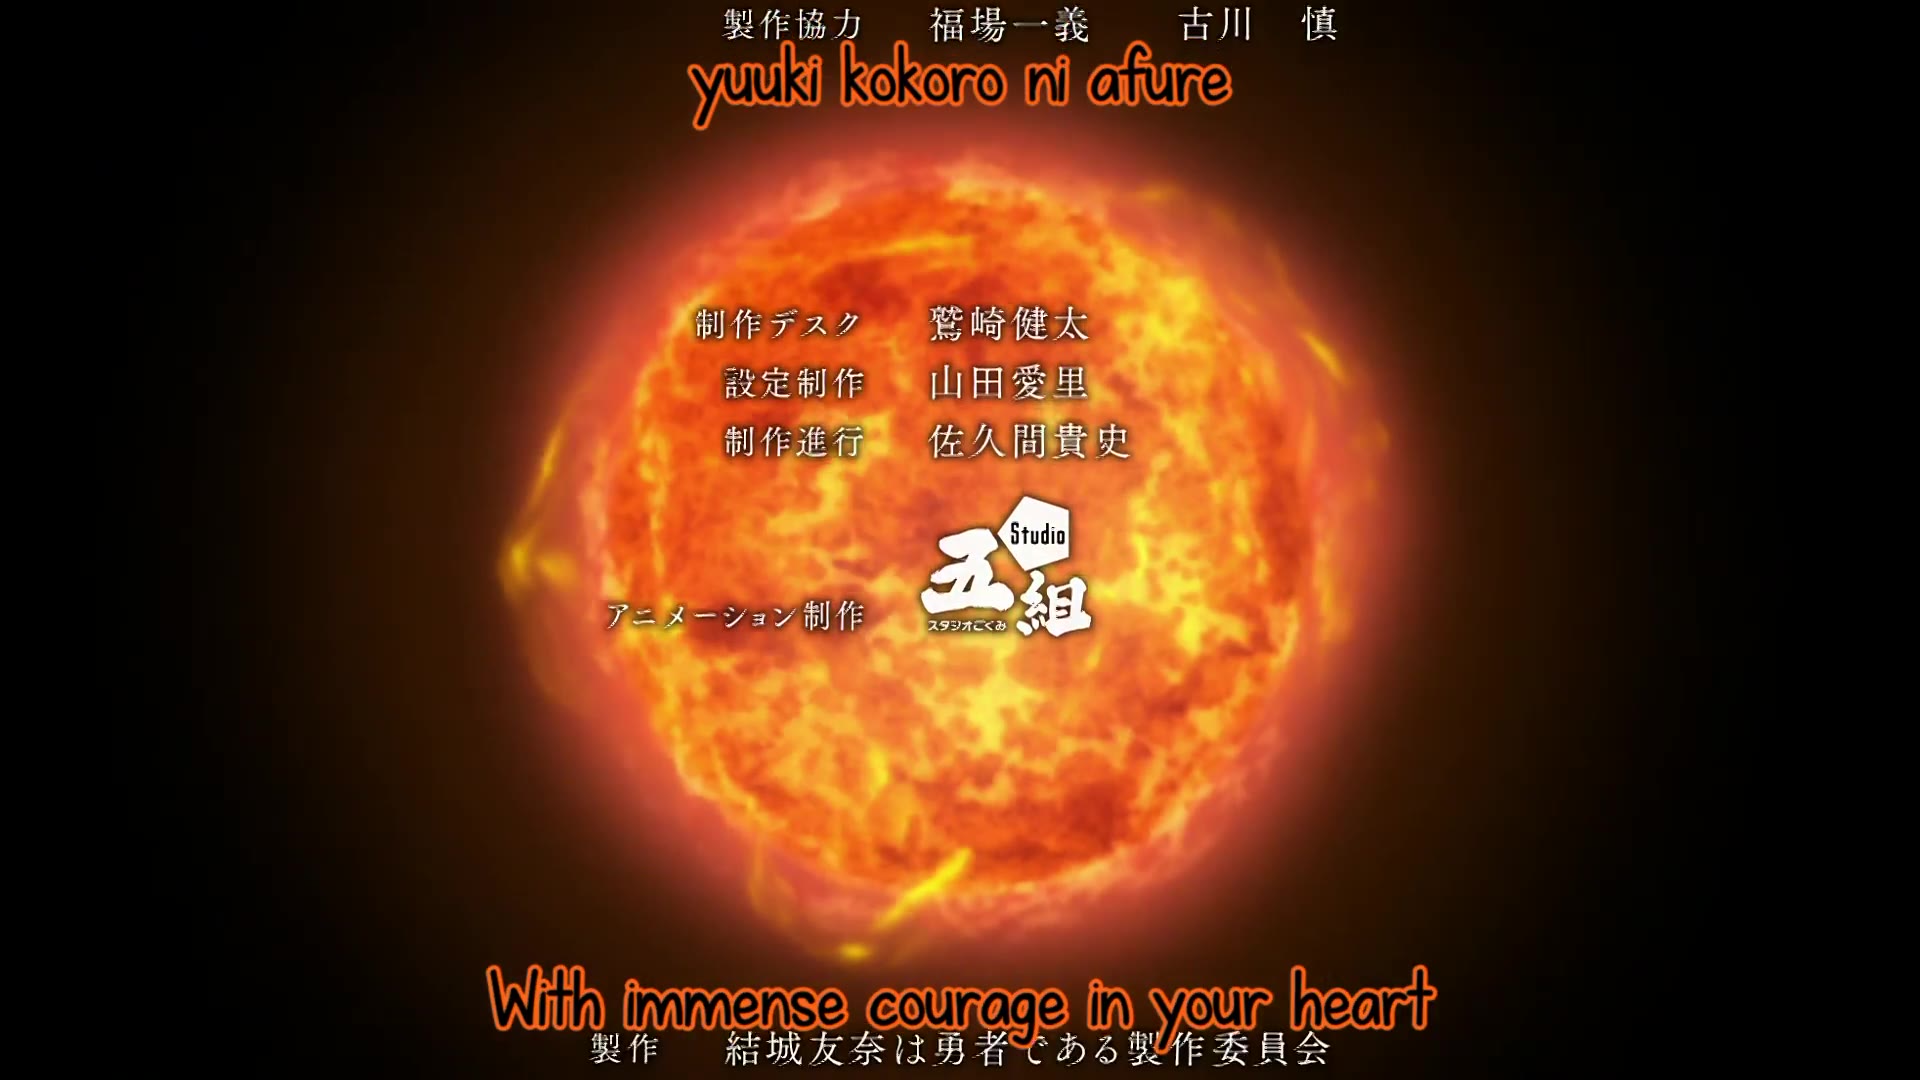 製作協力 福場一義 古川 慎
yuuki kokoro ni afure
制作デスク 鷲崎健太
設定制作 山田愛里
制作進行 佐久間貴史
Studio
五組
スタジオごくみ
アニメーション制作
With immense courage in your heart
製作 結城友奈は勇者である製作委員会